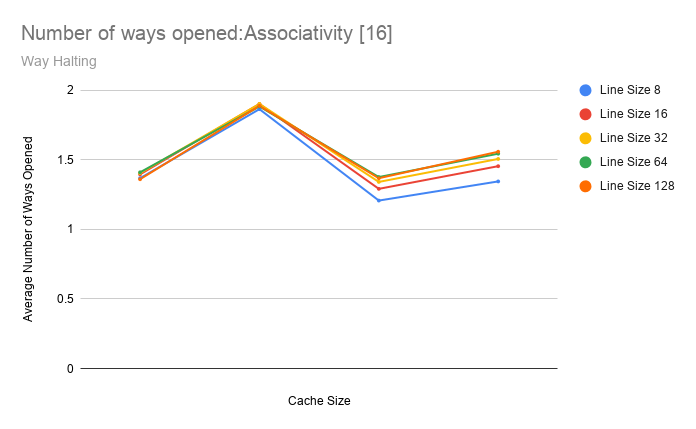 Number of ways opened:Associativity [16]
Way Halting
Average Number of Ways Opened
2
1.5
1
0.5
0
Cache Size
Line Size 8
Line Size 16
Line Size 32
Line Size 64
Line Size 128